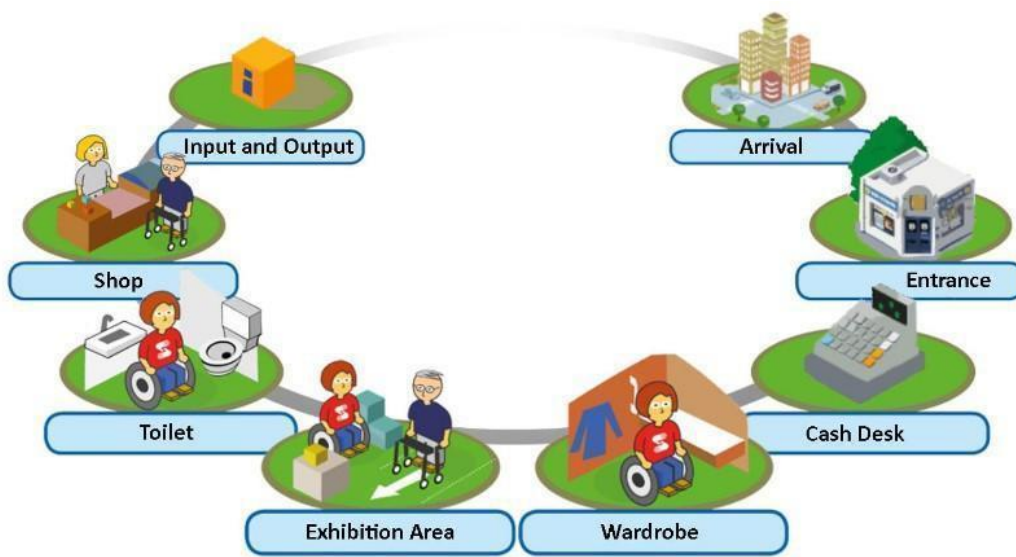 Input and Output
Arrival
Shop
Entrance
Toilet
Cash Desk
Exhibition Area
Wardrobe